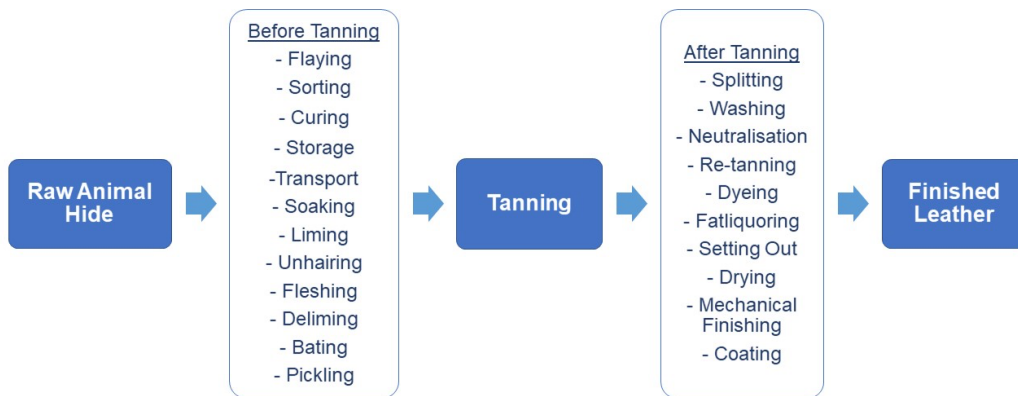 Raw Animal
Hide
Before Tanning
- Flaying
- Sorting
- Curing
- Storage
-Transport
- Soaking
- Liming
- Unhairing
- Fleshing
- Deliming
- Bating
- Pickling
Tanning
After Tanning
- Splitting
- Washing
- Neutralisation
- Re-tanning
- Dyeing
- Fatliquoring
- Setting Out
- Drying
- Mechanical
Finishing
- Coating
Finished
Leather